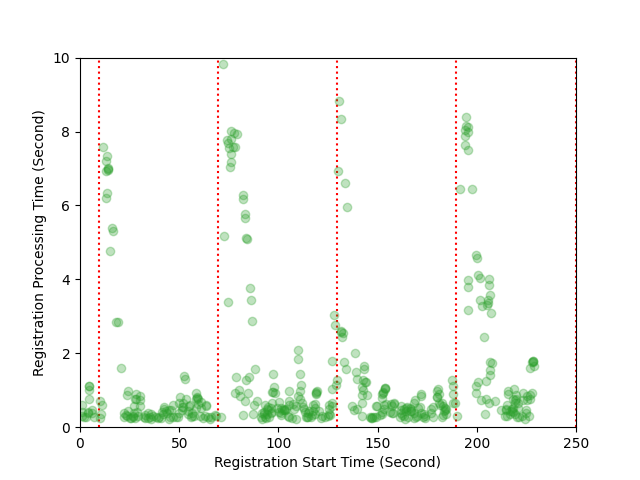 10
8
6
4
2
0
0 50 100 150 200 250
Registration Processing Time (Second)
Registration Start Time (Second)